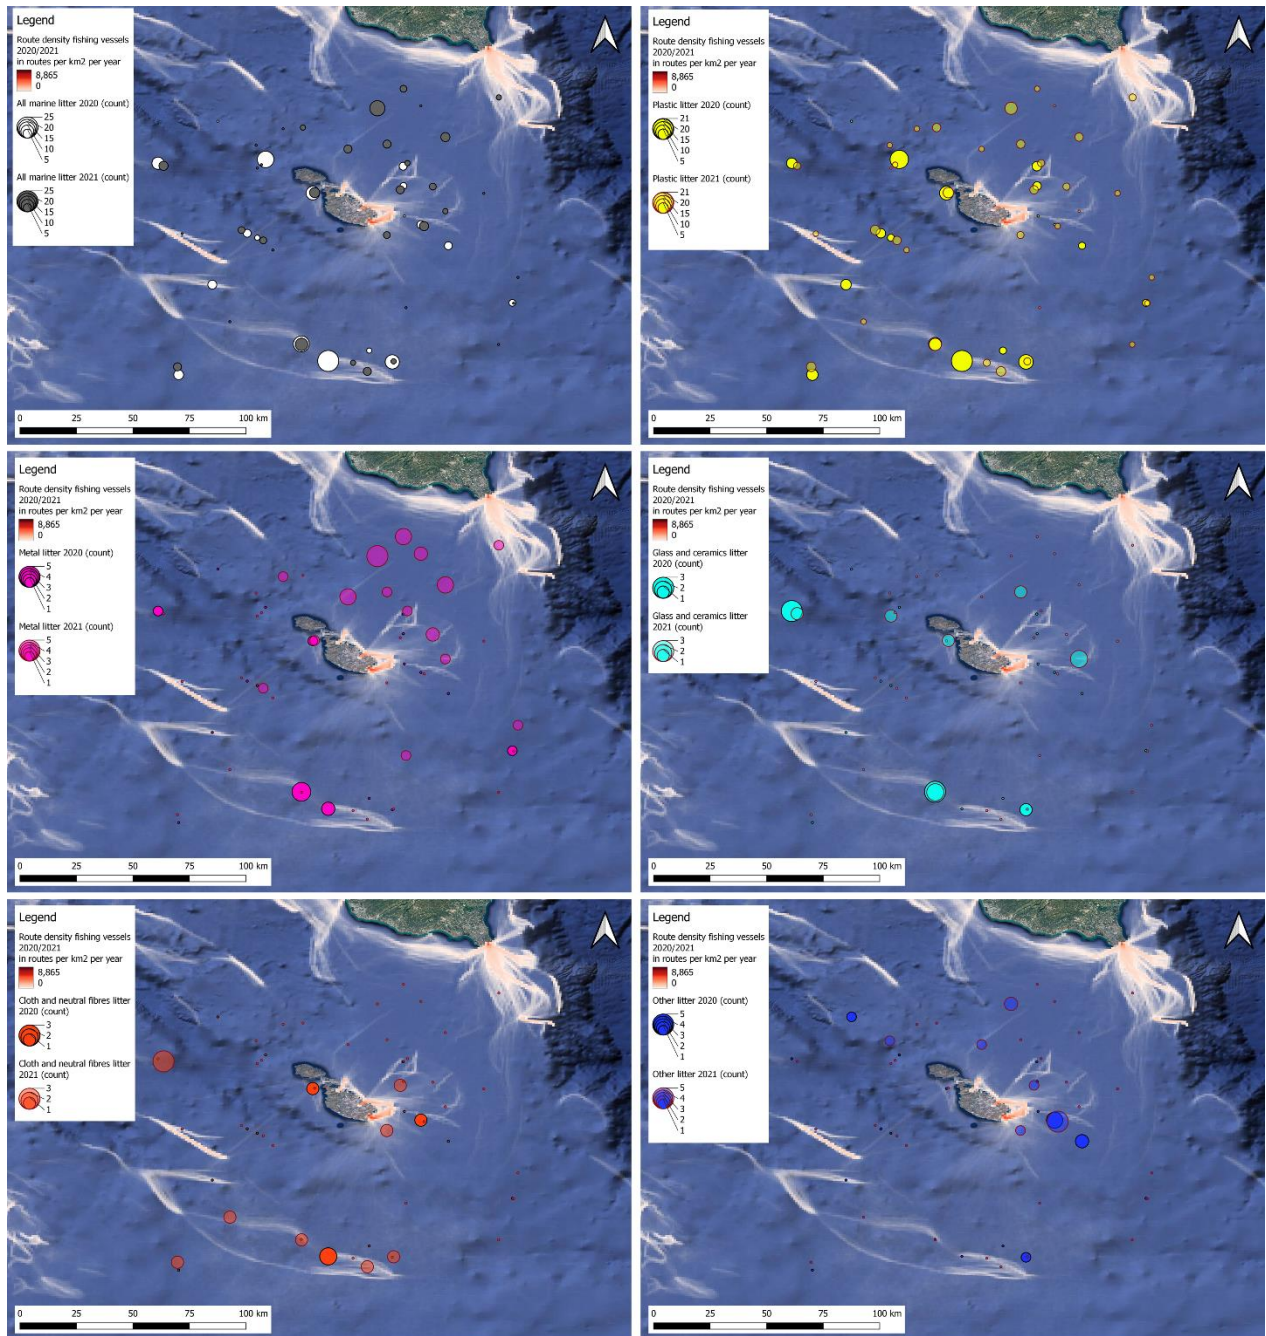 Legend
Route density fishing vessels
2020/2021
in routes per km2 per year
8,865
0
All marine litter 2020 (count)
25
20
15
10
5
All marine litter 2021 (count)
25
20
15
10
5
0 25 50 75 100 km
Legend
Route density fishing vessels
2020/2021
in routes per km2 per year
8,865
0
Plastic litter 2020 (count)
21
20
15
10
5
Plastic litter 2021 (count)
21
20
15
10
5
0 25 50 75 100 km
Legend
Route density fishing vessels
2020/2021
in routes per km2 per year
8,865
0
Metal litter 2020 (count)
5
4
3
2
1
Metal litter 2021 (count)
5
4
3
2
1
0 25 50 75 100 km
Legend
Route density fishing vessels
2020/2021
in routes per km2 per year
8,865
0
Glass and ceramics litter
2020 (count)
3
2
1
Glass and ceramics litter
2021 (count)
3
2
1
0 25 50 75 100 km
Legend
Route density fishing vessels
2020/2021
in routes per km2 per year
8,865
0
Cloth and neutral fibres litter
2020 (count)
3
2
1
Cloth and neutral fibres litter
2021 (count)
3
2
1
0 25 50 75 100 km
Legend
Route density fishing vessels
2020/2021
in routes per km2 per year
8,865
0
Other litter 2020 (count)
5
4
3
2
1
Other litter 2021 (count)
5
4
3
2
1
0 25 50 75 100 km